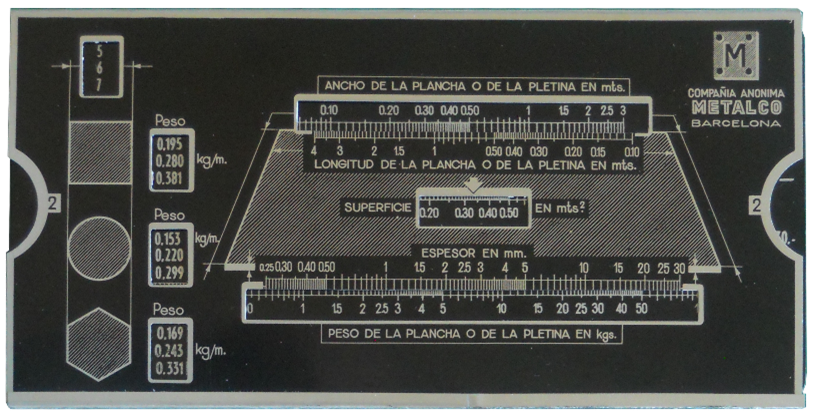 5
6
7
Peso
0.195
0.280
0.381
kg/m.
2
Peso
0.153
0.220
0.299
kg/m.
Peso
0.169
0.243
0.331
kg/m.
ANCHO DE LA PLANCHA O DE LA PLETINA EN mts.
0.10 0.20 0.30 0.40 0.50 1 1.5 2 2.5 3
4 3 2 1.5 1 0.50 0.40 0.30 0.20 0.15 0.10
LONGITUD DE LA PLANCHA O DE LA PLETINA EN mts.
SUPERFICIE
0.20 0.30 0.40 0.50
EN mts²
ESPESOR EN mm.
0.25 0.30 0.40 0.50 1 1.5 2 2.5 3 4 5 10 15 20 25 30
1 1.5 2 2.5 3 4 5 10 15 20 25 30 40 50
PESO DE LA PLANCHA O DE LA PLETINA EN kgs.
M
COMPAÑIA ANONIMA
METALCO
BARCELONA
2